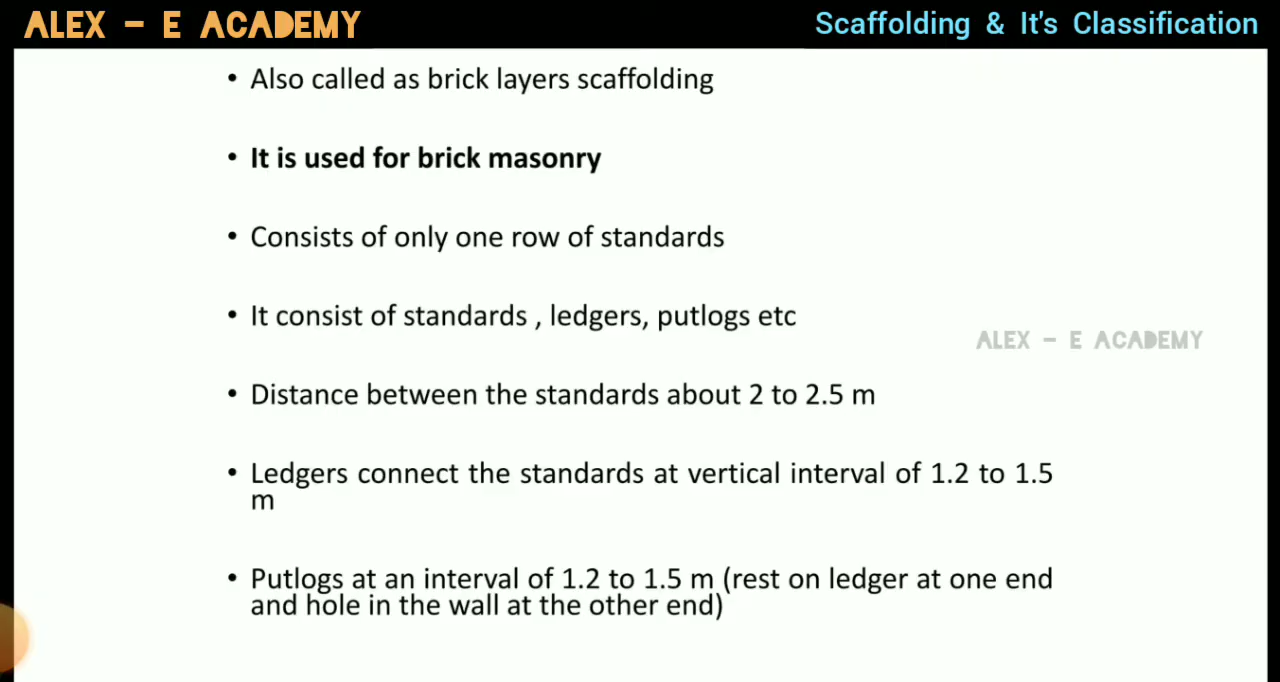 ALEX - E ACADEMY
Scaffolding & It's Classification
• Also called as brick layers scaffolding
• It is used for brick masonry
• Consists of only one row of standards
• It consist of standards , ledgers, putlogs etc
ALEX - E ACADEMY
• Distance between the standards about 2 to 2.5 m
• Ledgers connect the standards at vertical interval of 1.2 to 1.5
m
• Putlogs at an interval of 1.2 to 1.5 m (rest on ledger at one end
and hole in the wall at the other end)